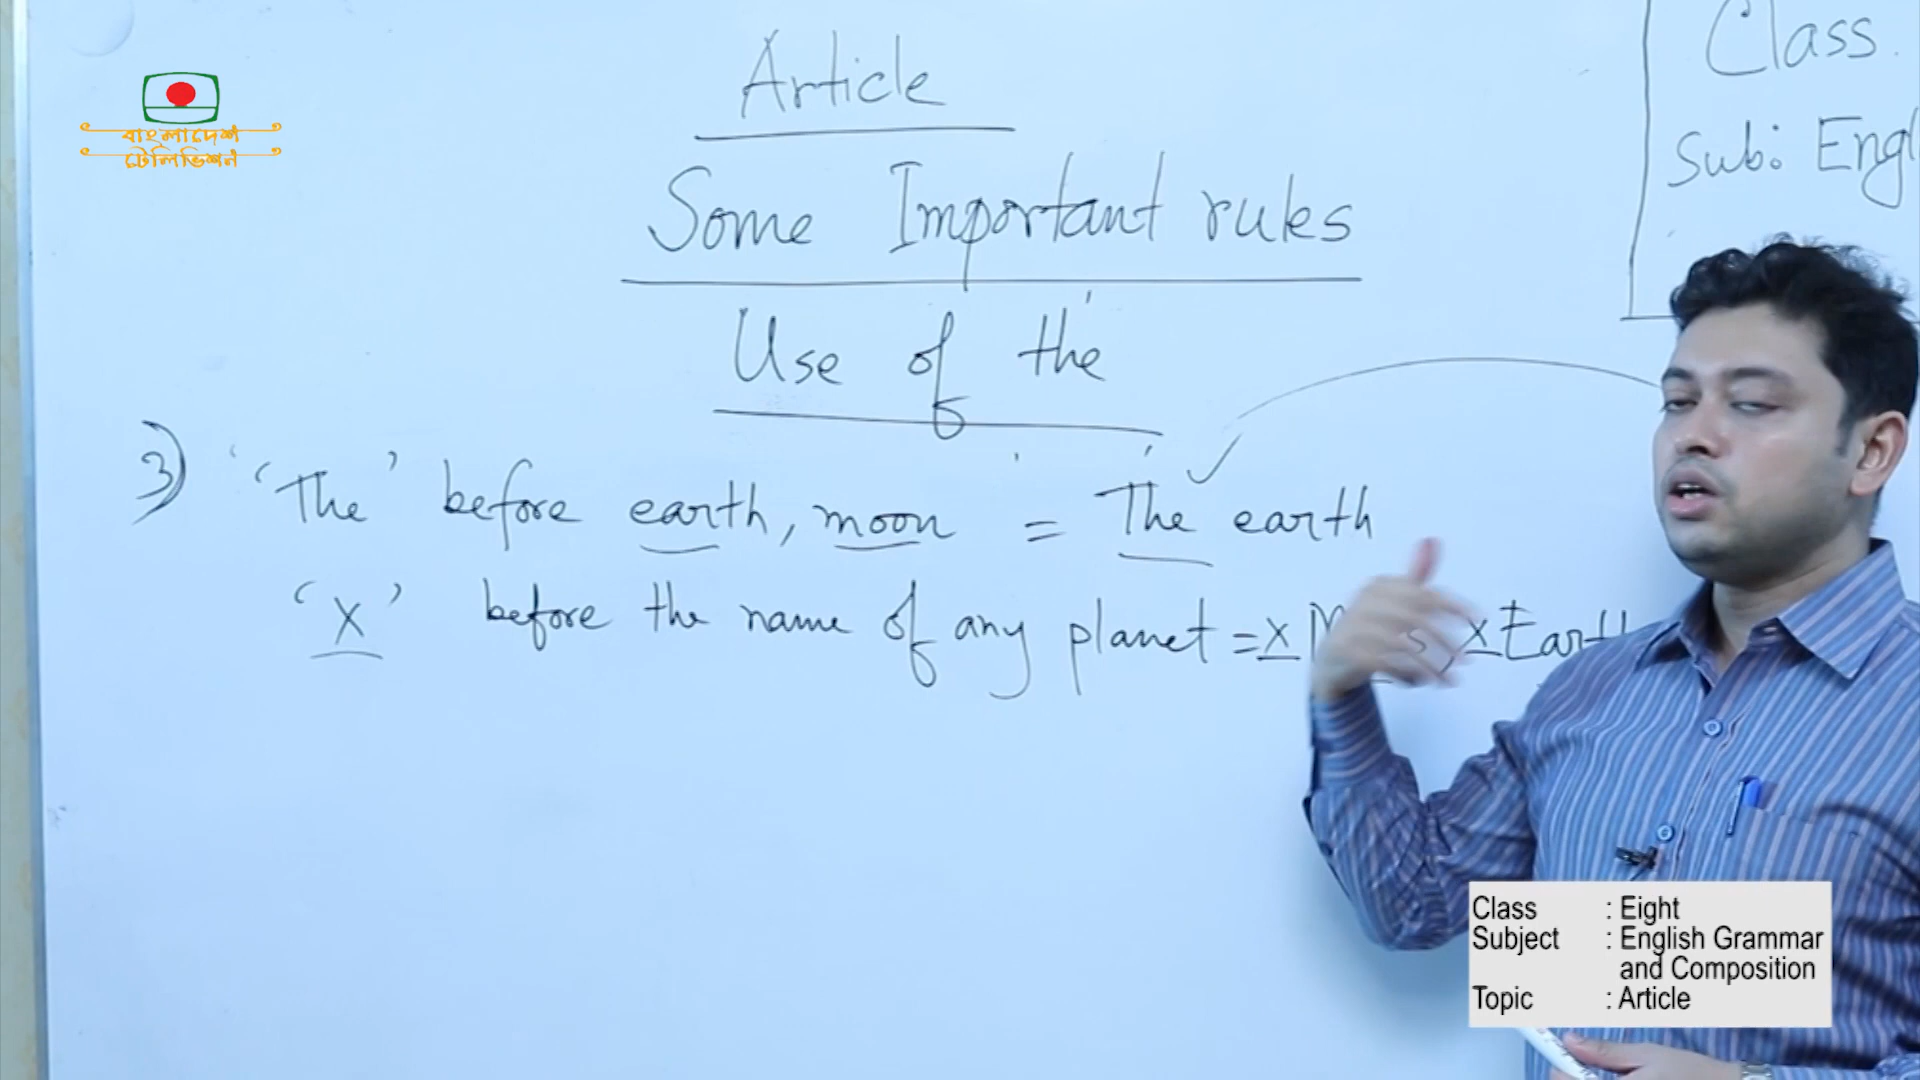 বাংলাদেশ
টেলিভিশন
Article
Some Important rules
Use of the
Class.
Sub: Engl
3) 'The' before earth, moon = The earth
'x' before the name of any planet = x x Earth
Class : Eight
Subject : English Grammar
and Composition
Topic : Article